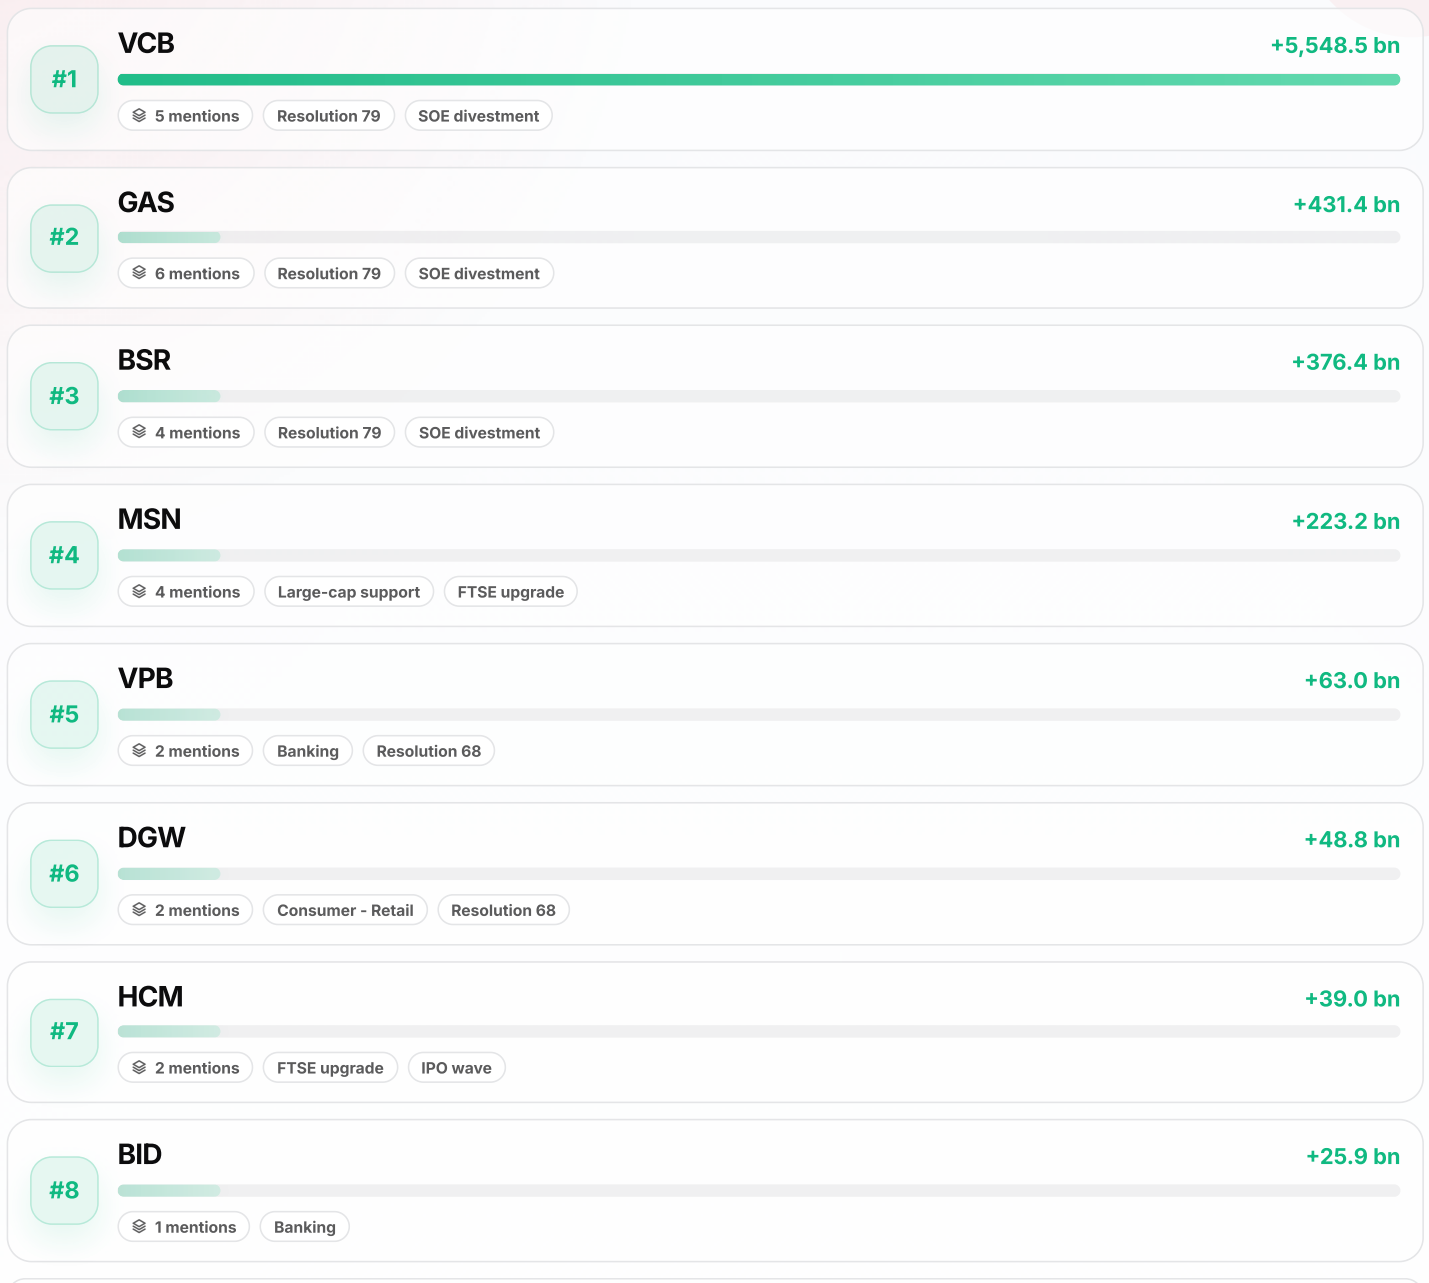 VCB
+5,548.5 bn
#1
5 mentions
Resolution 79
SOE divestment
GAS
+431.4 bn
#2
6 mentions
Resolution 79
SOE divestment
BSR
+376.4 bn
#3
4 mentions
Resolution 79
SOE divestment
MSN
+223.2 bn
#4
4 mentions
Large-cap support
FTSE upgrade
VPB
+63.0 bn
#5
2 mentions
Banking
Resolution 68
DGW
+48.8 bn
#6
2 mentions
Consumer - Retail
Resolution 68
HCM
+39.0 bn
#7
2 mentions
FTSE upgrade
IPO wave
BID
+25.9 bn
#8
1 mentions
Banking